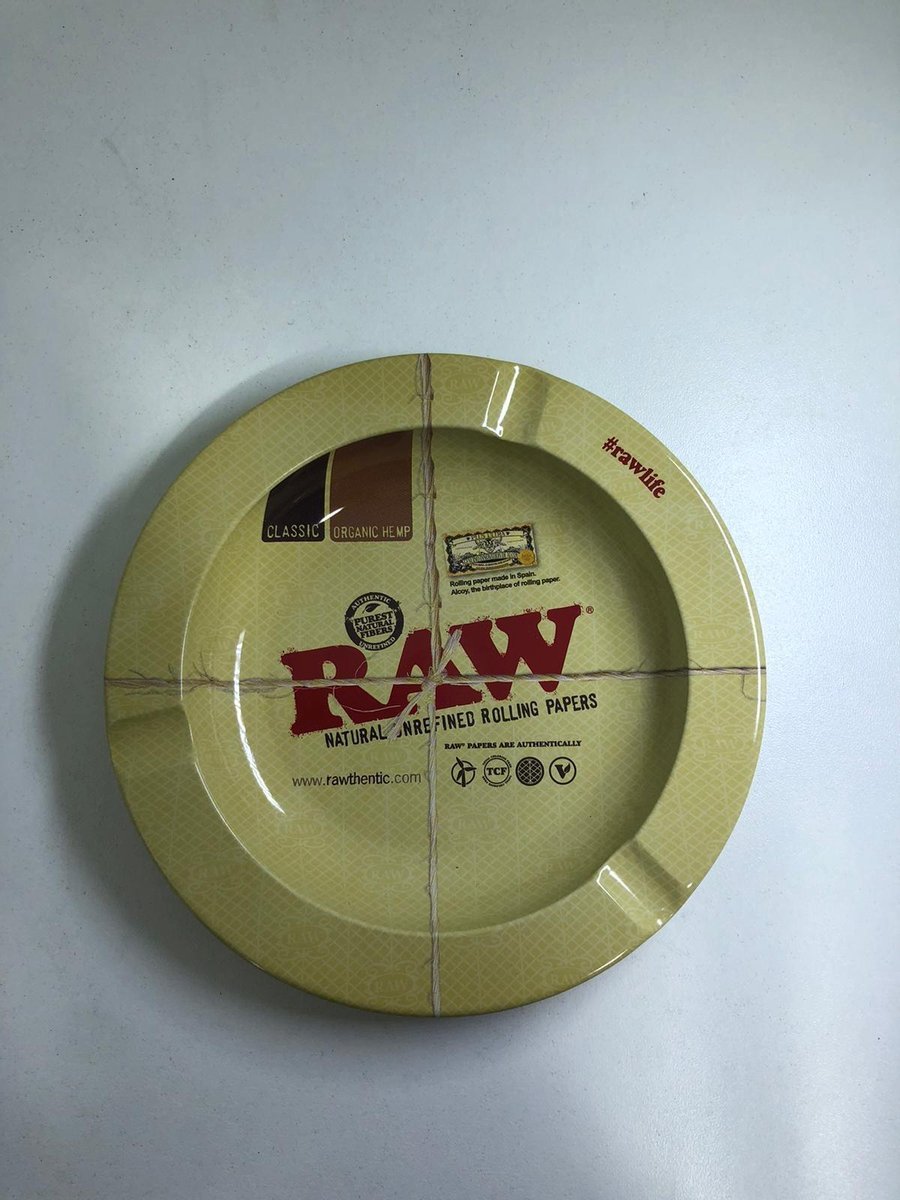 #rawlife
CLASSIC
ORGANIC HEMP
Rolling paper made in Spain.
Alcoy, the birthplace of rolling paper.
AUTHENTIC
PUREST
NATURAL
FIBERS
UNREFINED
RAW®
NATURAL UNREFINED ROLLING PAPERS
RAW® PAPERS ARE AUTHENTICALLY
www.rawthentic.com
TCF
V